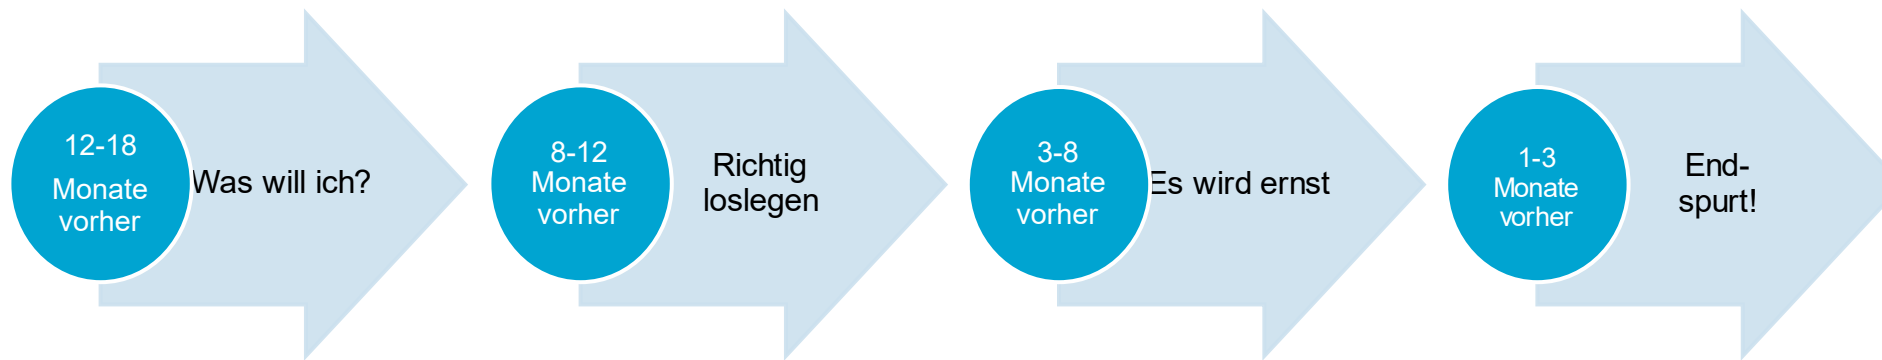 12-18
Monate
vorher
Was will ich?
8-12
Monate
vorher
Richtig
loslegen
3-8
Monate
vorher
Es wird ernst
1-3
Monate
vorher
End-
spurt!